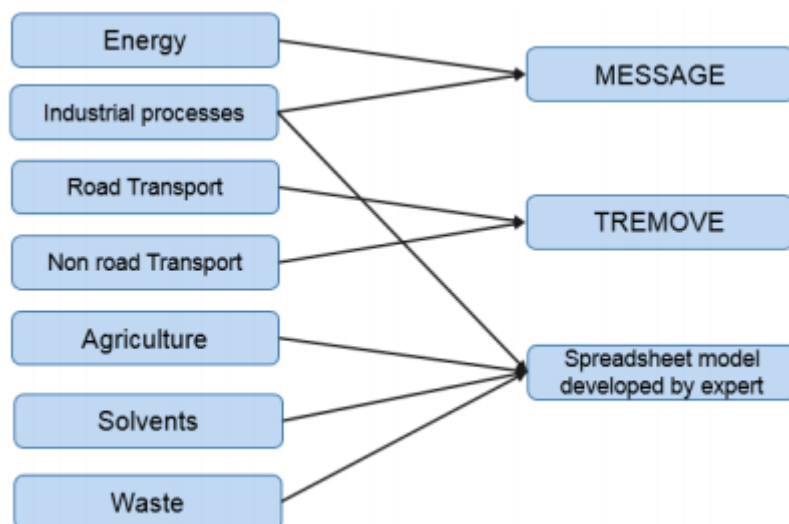 Energy
Industrial processes
Road Transport
Non road Transport
Agriculture
Solvents
Waste
MESSAGE
TREMOVE
Spreadsheet model
developed by expert